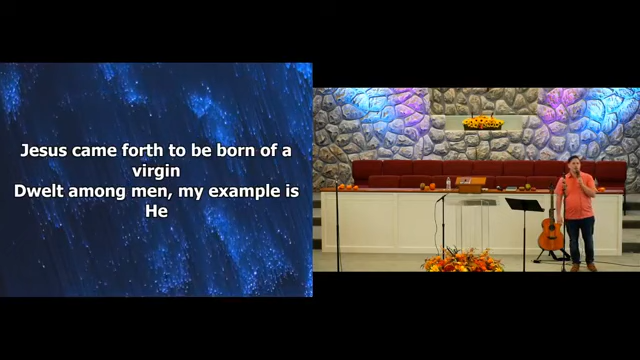 Jesus came forth to be born of a
virgin
Dwelt among men, my example is
He